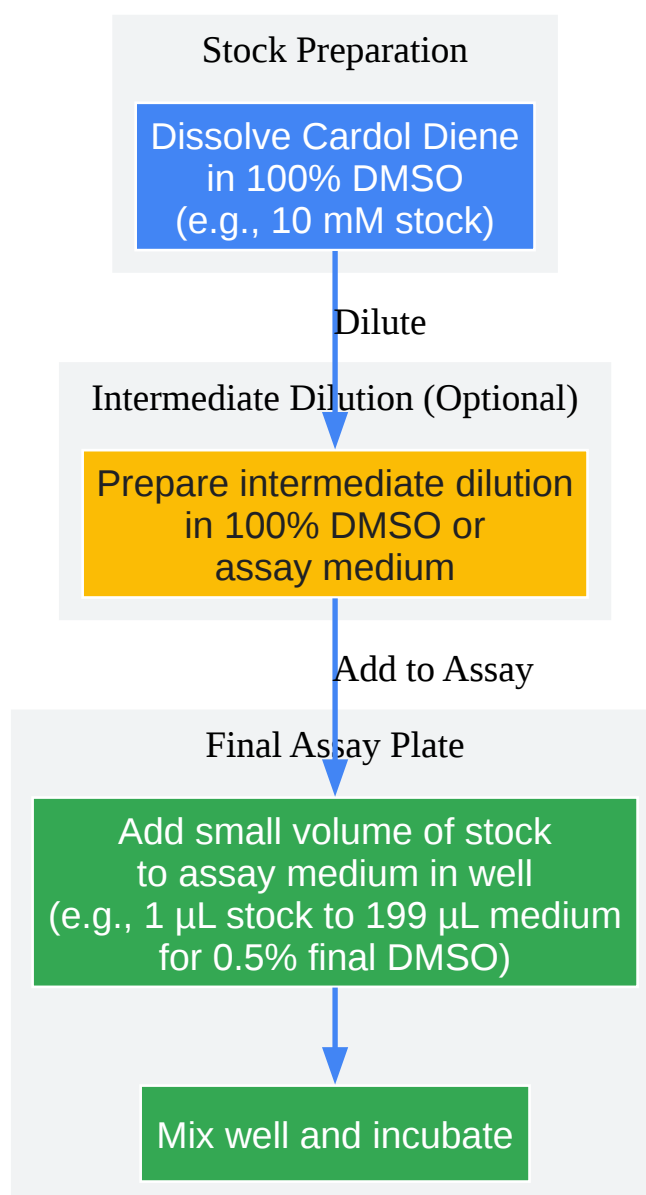 Stock Preparation
Dissolve Cardol Diene
in 100% DMSO
(e.g., 10 mM stock)
Dilute
Intermediate Dilution (Optional)
Prepare intermediate dilution
in 100% DMSO or
assay medium
Add to Assay
Final Assay Plate
Add small volume of stock
to assay medium in well
(e.g., 1 µL stock to 199 µL medium
for 0.5% final DMSO)
Mix well and incubate